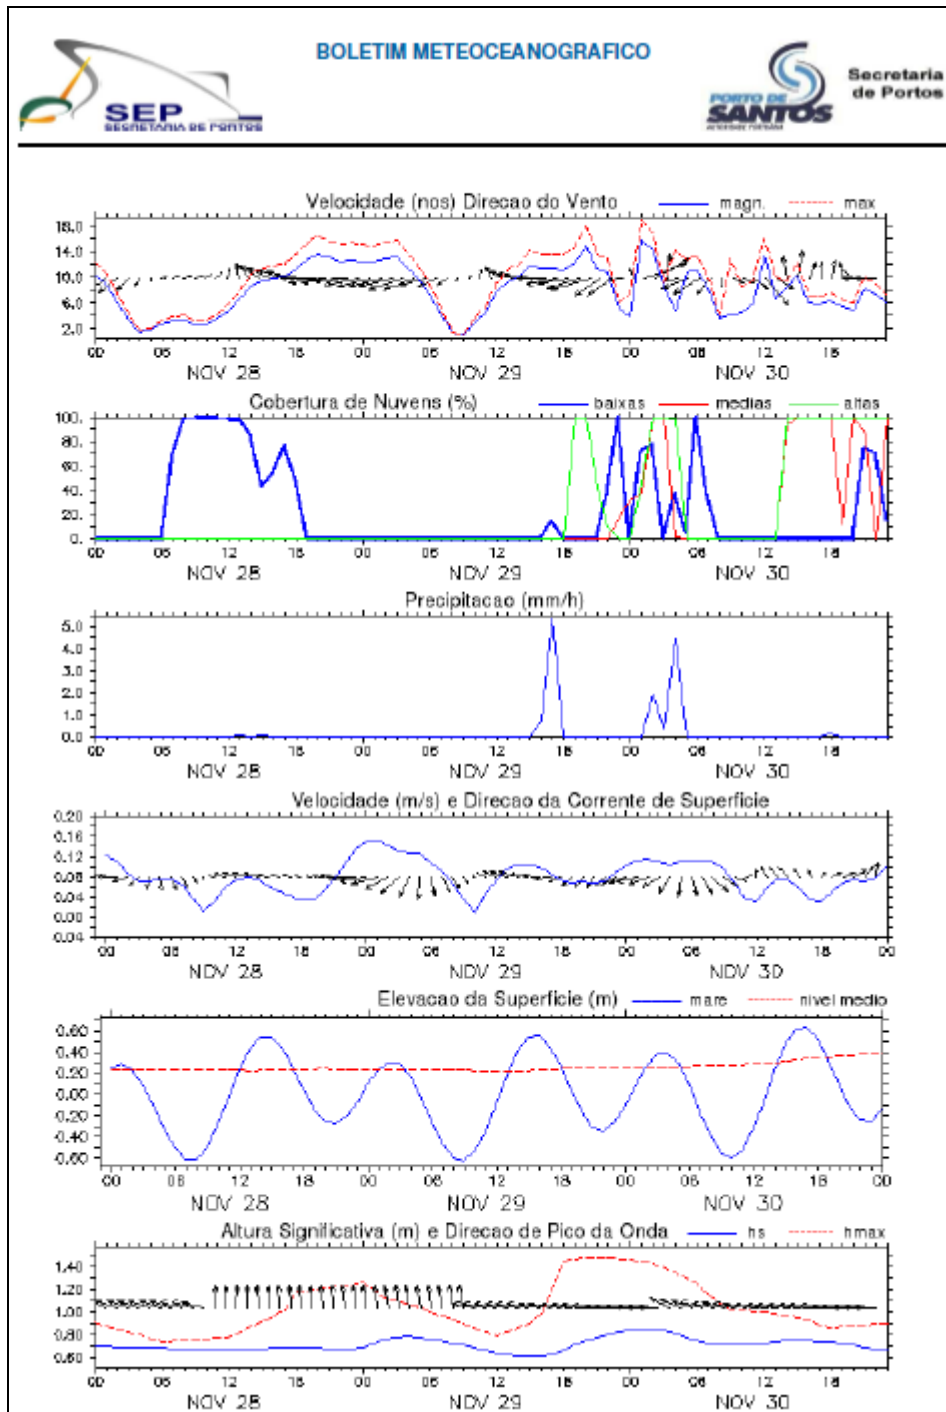 BOLETIM METEOCEANOGRAFICO
SEP
SECRETARIA DE PORTOS
PORTO DE
SANTOS
AUTORIDADE PORTUARIA
Secretaria
de Portos
Velocidade (nos) Direcao do Vento
magn.
max
18.0
14.0
10.0
6.0
2.0
00 06 12 18 00 06 12 18 00 06 12 18
NOV 28 NOV 29 NOV 30
Cobertura de Nuvens (%)
baixas
medias
altas
100.
80.
60.
40.
20.
0.
00 06 12 18 00 06 12 18 00 06 12 18
NOV 28 NOV 29 NOV 30
Precipitacao (mm/h)
5.0
4.0
3.0
2.0
1.0
0.0
00 06 12 18 00 06 12 18 00 06 12 18
NOV 28 NOV 29 NOV 30
Velocidade (m/s) e Direcao da Corrente de Superficie
0.20
0.16
0.12
0.08
0.04
0.00
0.04
00 06 12 18 00 06 12 18 00 06 12 18 00
NOV 28 NOV 29 NOV 30
Elevacao da Superficie (m)
mare
nivel medio
0.60
0.40
0.20
0.00
0.20
0.40
0.60
00 06 12 18 00 06 12 18 00 06 12 18 00
NOV 28 NOV 29 NOV 30
Altura Significativa (m) e Direcao de Pico da Onda
hs
hmax
1.40
1.20
1.00
0.80
0.60
00 06 12 18 00 06 12 18 00 06 12 18
NOV 28 NOV 29 NOV 30